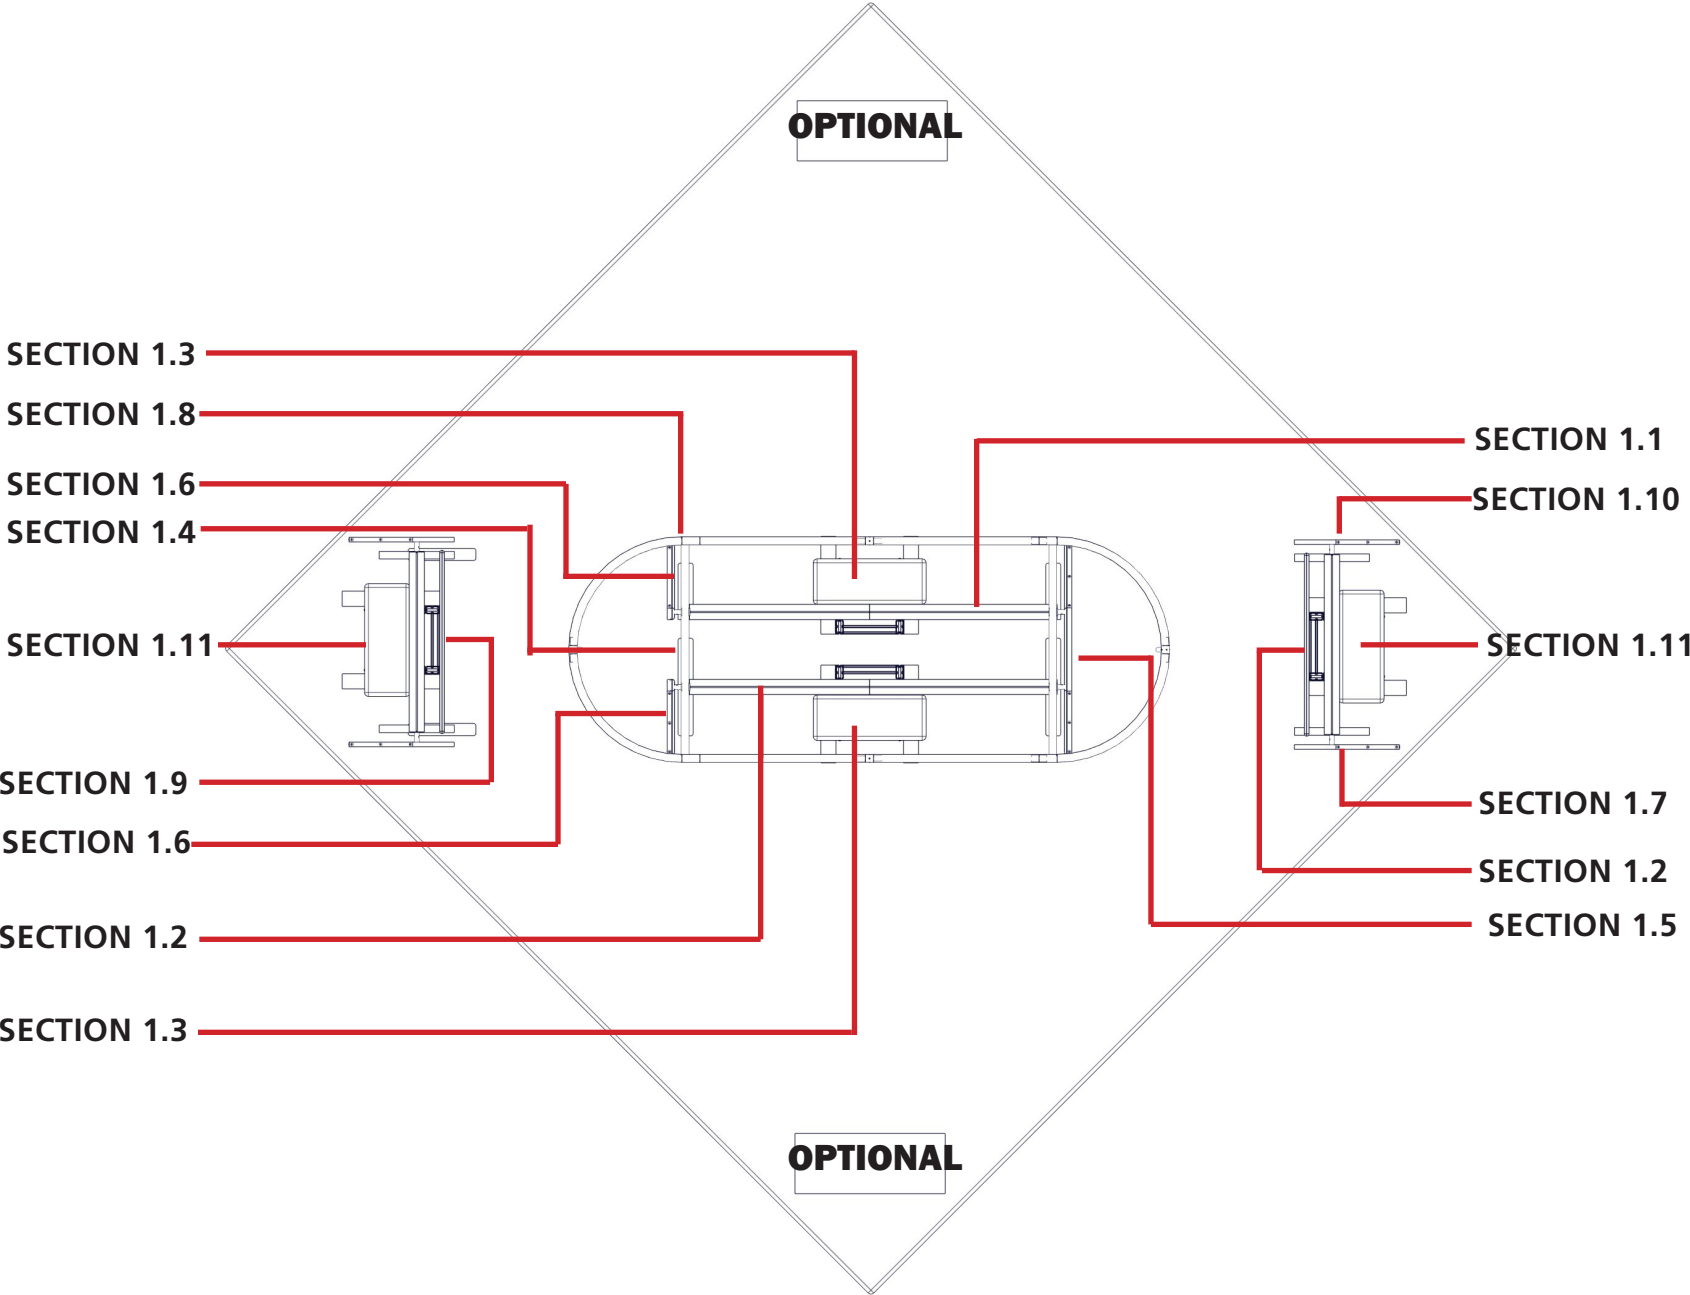 OPTIONAL
SECTION 1.3
SECTION 1.8
SECTION 1.6
SECTION 1.4
SECTION 1.11
SECTION 1.9
SECTION 1.6
SECTION 1.2
SECTION 1.3
SECTION 1.1
SECTION 1.10
SECTION 1.11
SECTION 1.7
SECTION 1.2
SECTION 1.5
OPTIONAL